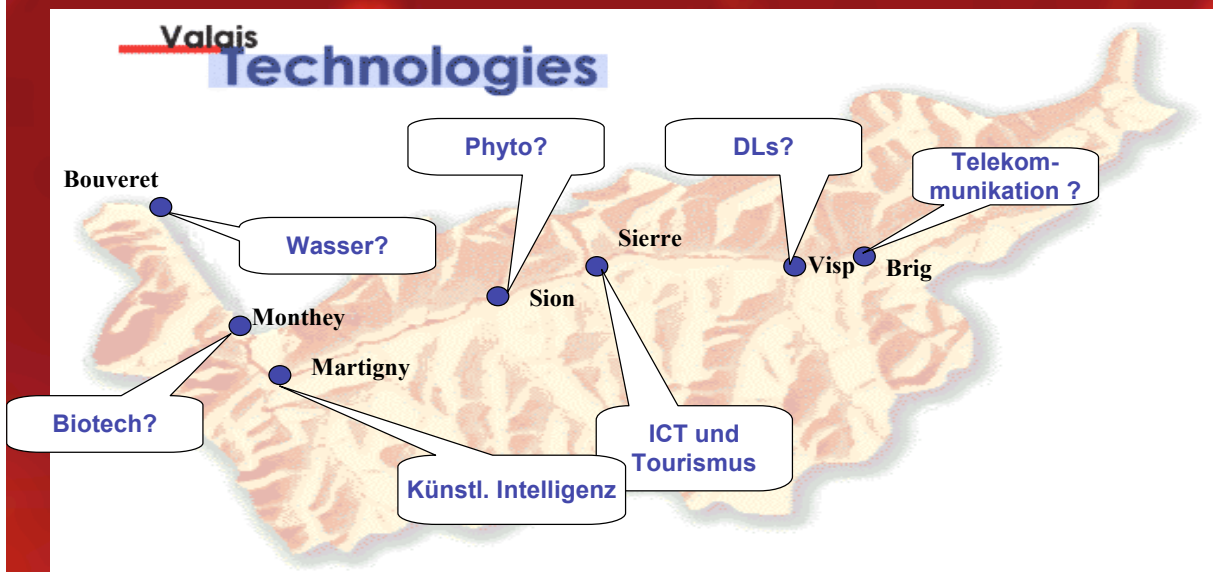 Valais
Technologies
Phyto?
DLs?
Telekom-
munikation ?
Bouveret
Wasser?
Sierre
Visp
Brig
Sion
Monthey
Martigny
Biotech?
ICT und
Tourismus
Künstl. Intelligenz